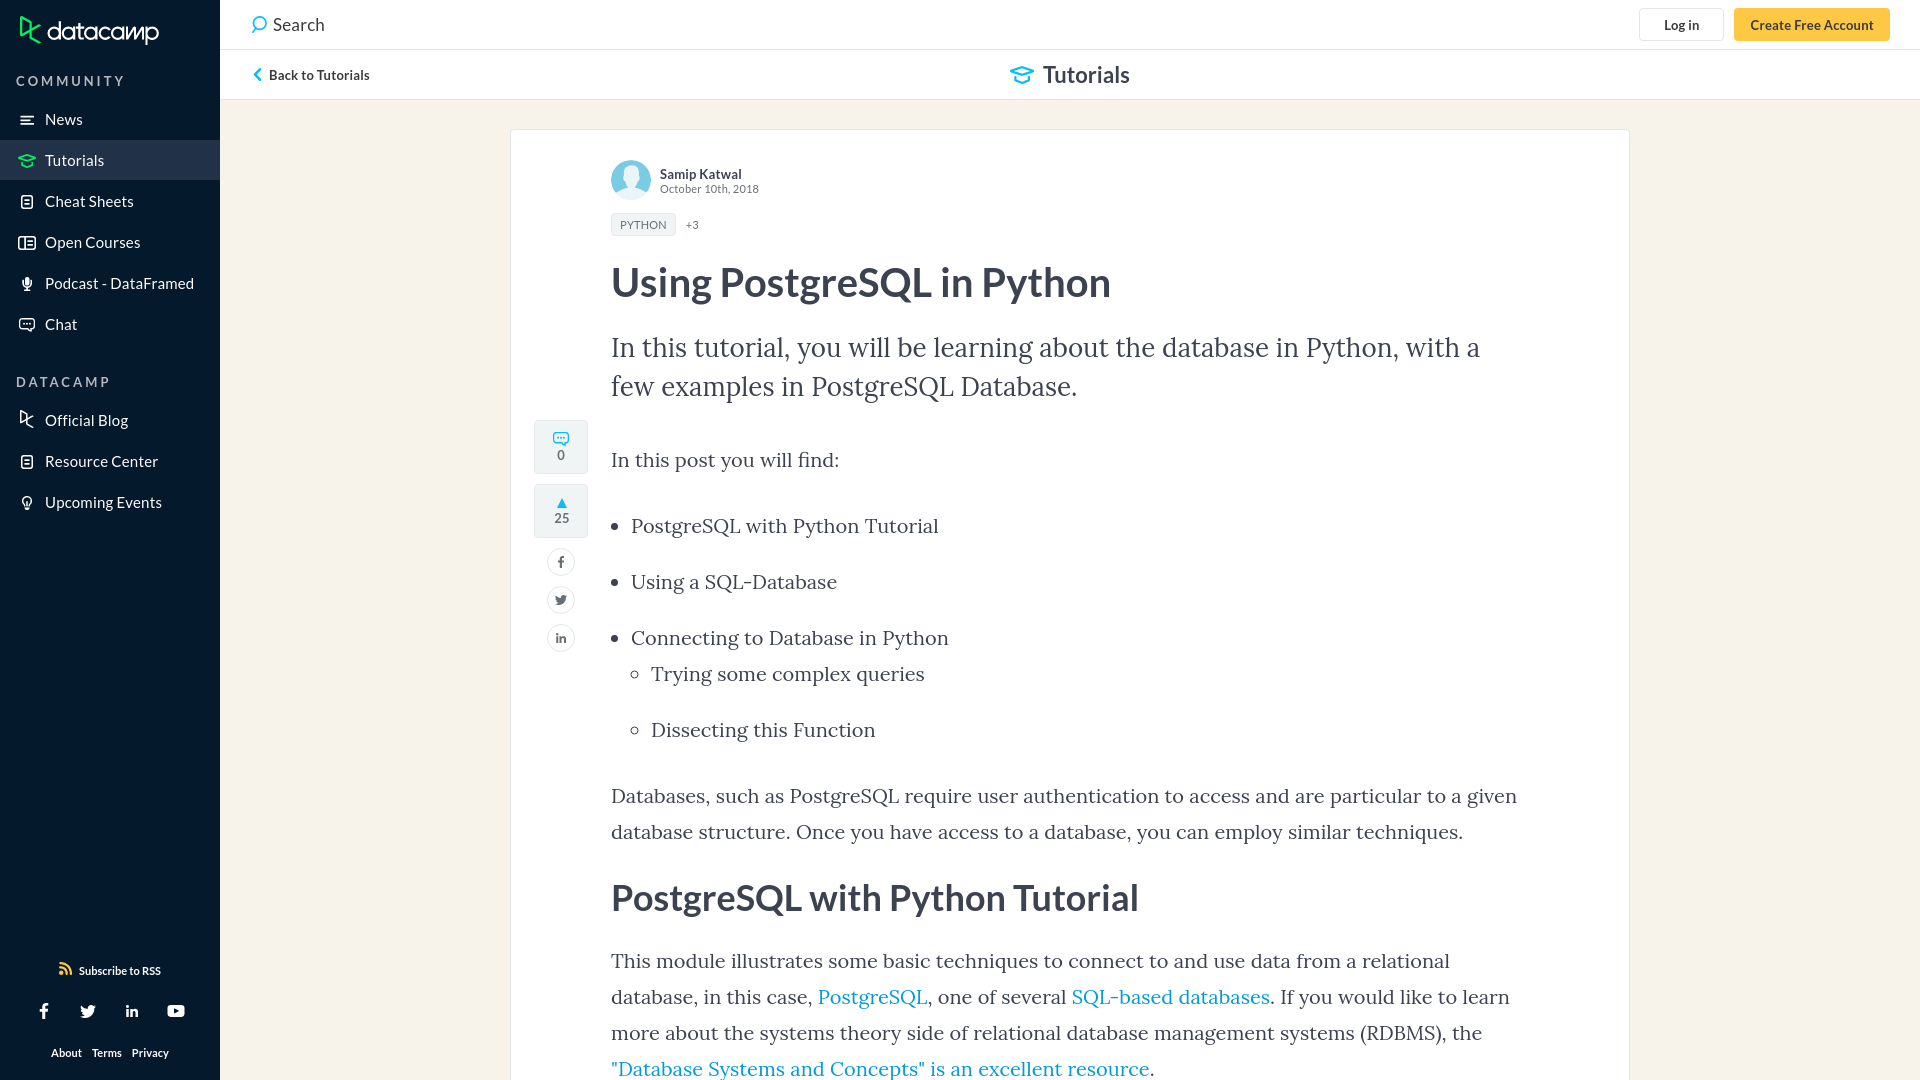 datacamp
COMMUNITY
News
Tutorials
Cheat Sheets
Open Courses
Podcast - DataFramed
Chat
DATACAMP
Official Blog
Resource Center
Upcoming Events
Subscribe to RSS
About Terms Privacy
Search
Log in
Create Free Account
Back to Tutorials
Tutorials
Samip Katwal
October 10th, 2018
PYTHON +3
Using PostgreSQL in Python
In this tutorial, you will be learning about the database in Python, with a
few examples in PostgreSQL Database.
0
25
In this post you will find:
• PostgreSQL with Python Tutorial
• Using a SQL-Database
• Connecting to Database in Python
◦ Trying some complex queries
◦ Dissecting this Function
Databases, such as PostgreSQL require user authentication to access and are particular to a given
database structure. Once you have access to a database, you can employ similar techniques.
PostgreSQL with Python Tutorial
This module illustrates some basic techniques to connect to and use data from a relational
database, in this case, PostgreSQL, one of several SQL-based databases. If you would like to learn
more about the systems theory side of relational database management systems (RDBMS), the
"Database Systems and Concepts" is an excellent resource.